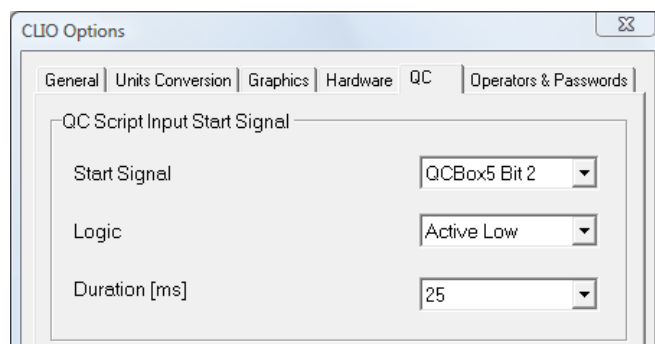 CLIO Options
General Units Conversion Graphics Hardware QC Operators & Passwords
QC Script Input Start Signal
Start Signal QCBox5 Bit 2
Logic Active Low
Duration [ms] 25